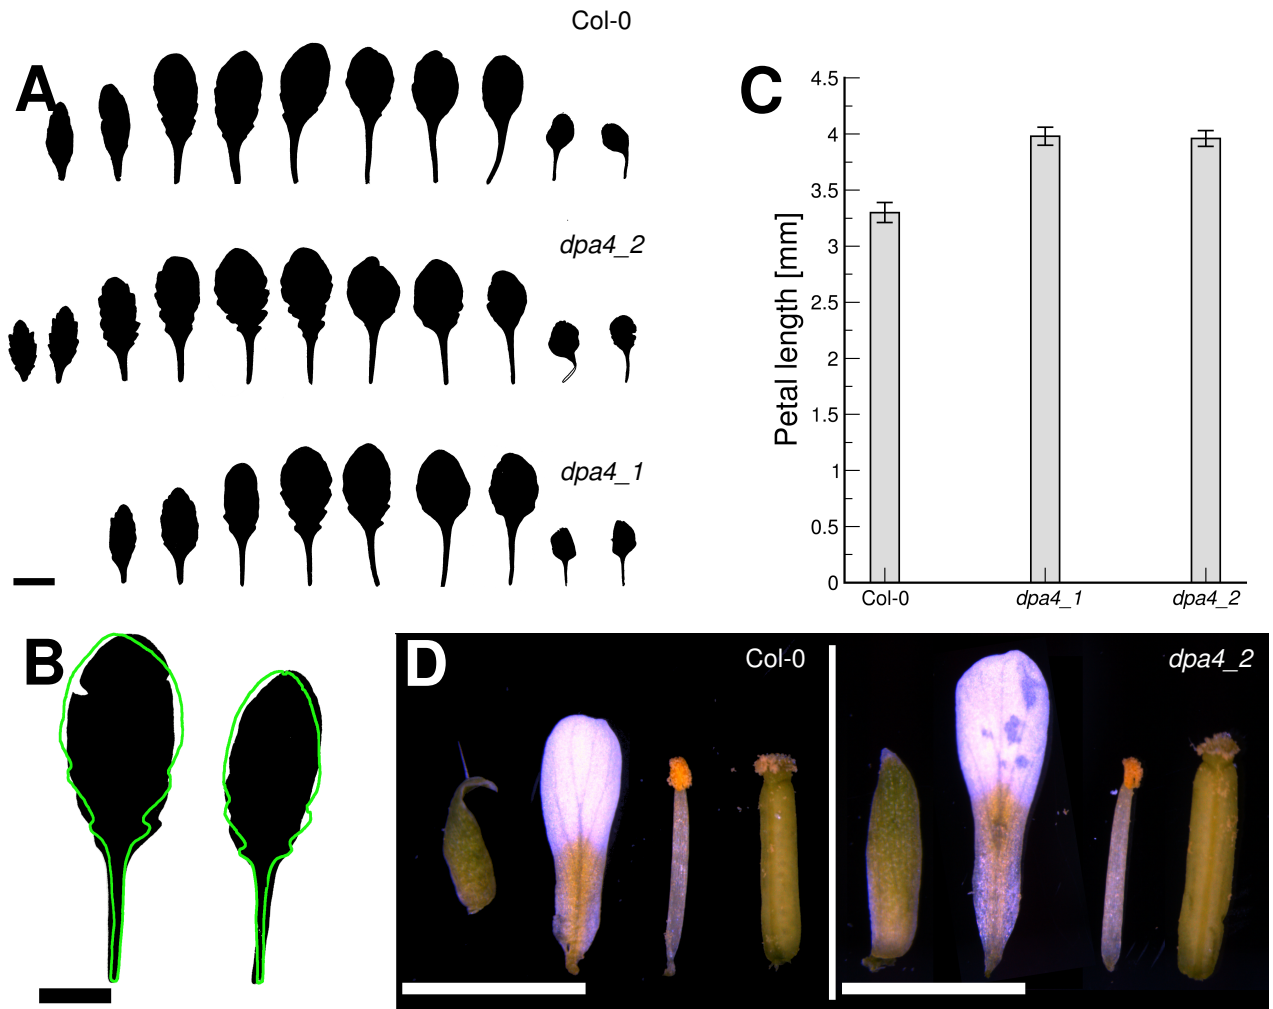 A
Col-0
dpa4_2
dpa4_1
B
C
Petal length [mm]
4.5
4
3.5
3
2.5
2
1.5
1
0.5
0
Col-0 dpa4_1 dpa4_2
D
Col-0
dpa4_2